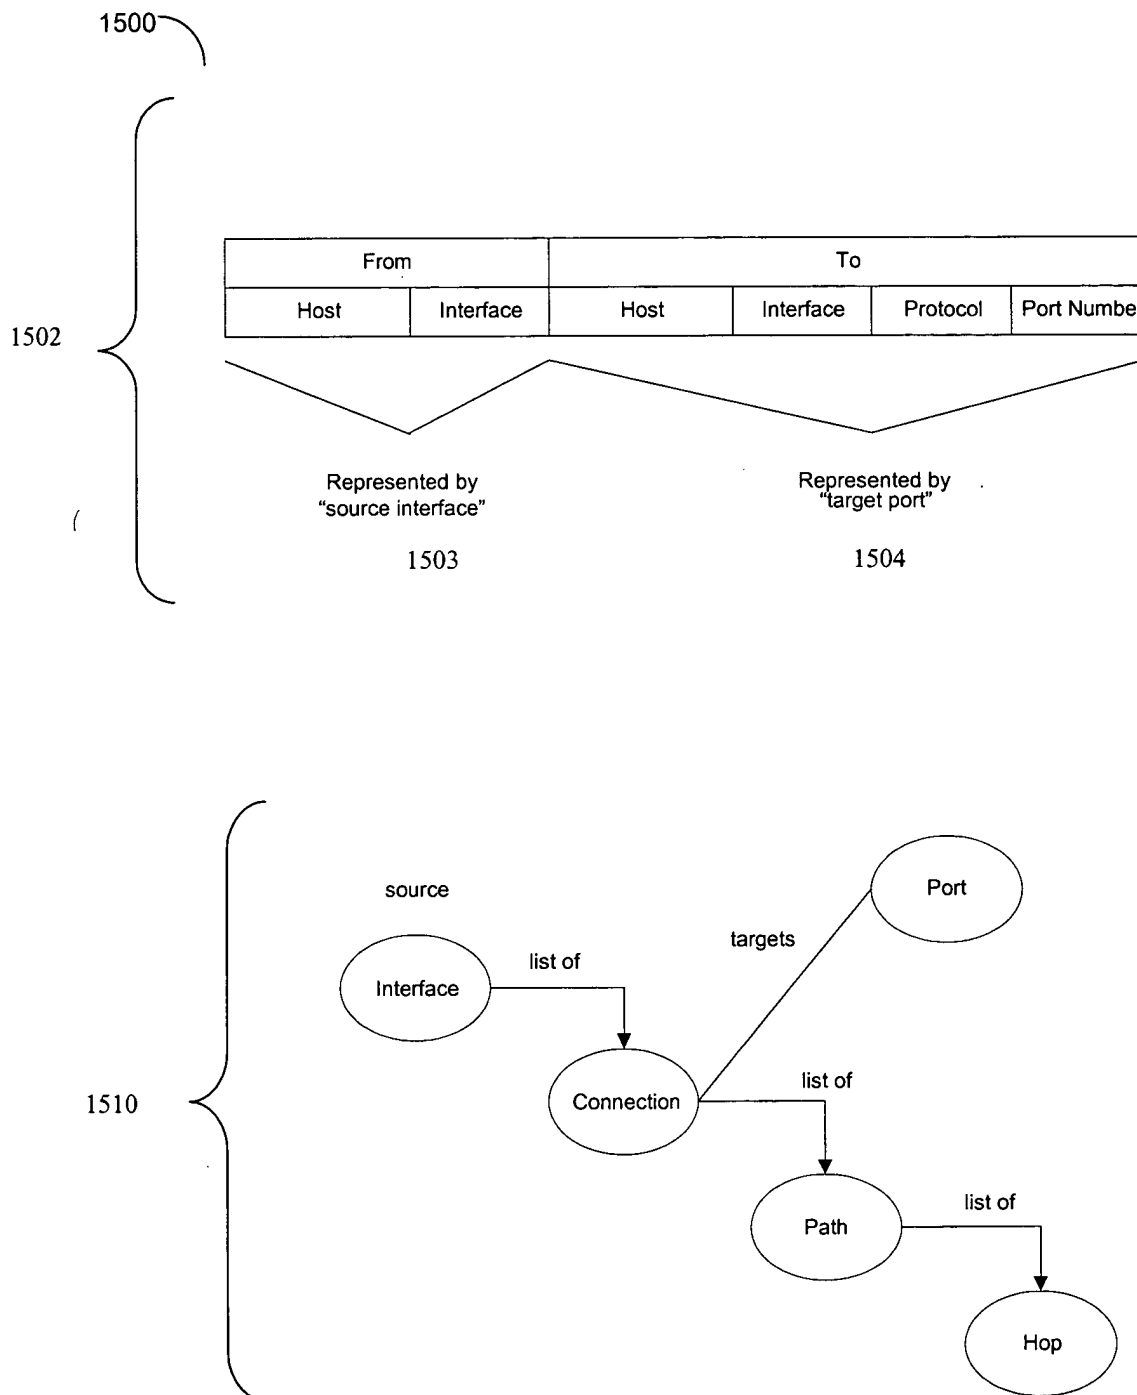 1500
From To
Host Interface Host Interface Protocol Port Numbe
1502
Represented by
“source interface”
Represented by
“target port”
1503 1504
Port
source
targets
list of
Interface
list of
Connection
1510
list of
Path
Hop